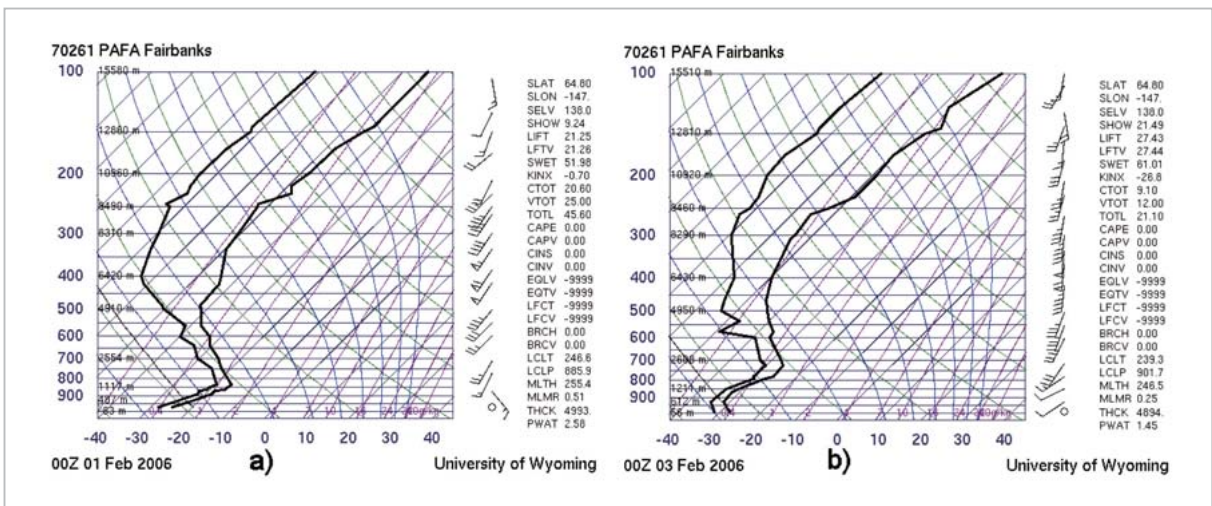 70261 PAFA Fairbanks
100
15580 m
12860 m
200
10560 m
9490 m
300
8310 m
400
6420 m
500
4910 m
600
700
2554 m
800
1117 m
900
487 m
-63 m
-40 -30 -20 -10 0 10 20 30 40
SLAT 64.80
SLON -147.
SELV 138.0
SHOW 9.24
LIFT 21.25
LFTV 21.26
SWET 51.98
KINX -0.70
CTOT 20.60
VTOT 25.00
TOTL 45.60
CAPE 0.00
CAPV 0.00
CINS 0.00
CINV 0.00
EQLV -9999
EQTV -9999
LFCT -9999
LFCV -9999
BRCH 0.00
BRCV 0.00
LCLT 246.6
LCLP 885.9
MLTH 255.4
MLMR 0.51
THCK 4993.
PWAT 2.58
00Z 01 Feb 2006
a)
University of Wyoming
70261 PAFA Fairbanks
100
15510 m
12810 m
200
10920 m
9460 m
300
8290 m
400
6430 m
500
4950 m
600
700
800
1211 m
900
512 m
-40 -30 -20 -10 0 10 20 30 40
SLAT 64.80
SLON -147.
SELV 138.0
SHOW 21.49
LIFT 27.43
LFTV 27.44
SWET 61.01
KINX -26.8
CTOT 9.10
VTOT 12.00
TOTL 21.10
CAPE 0.00
CAPV 0.00
CINS 0.00
CINV 0.00
EQLV -9999
EQTV -9999
LFCT -9999
LFCV -9999
BRCH 0.00
BRCV 0.00
LCLT 239.3
LCLP 901.7
MLTH 246.5
MLMR 0.25
THCK 4894.
PWAT 1.45
00Z 03 Feb 2006
b)
University of Wyoming